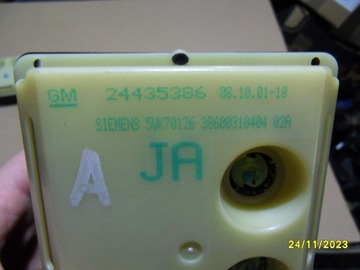 GM 24435386 08.10.01-18
SIEMENS 5WK70126 38600310404 02A
JA
A
24/11/2023